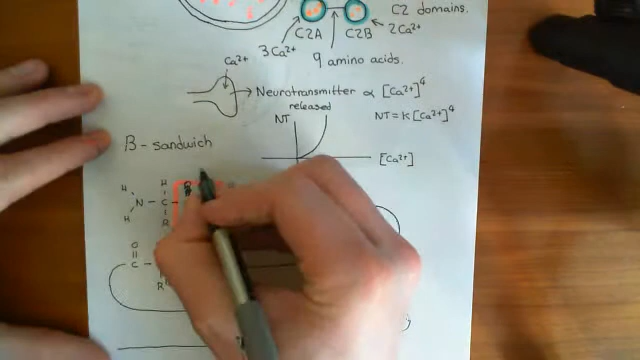 C2 domains.
C2A C2B 2Ca²⁺
3Ca²⁺ 9 amino acids.
Ca²⁺
Neurotransmitter ∝ [Ca²⁺]⁴
released
NT NT = K[Ca²⁺]⁴
β - sandwich
[Ca²⁺]
H H
N - C -
H R
O
C -
R